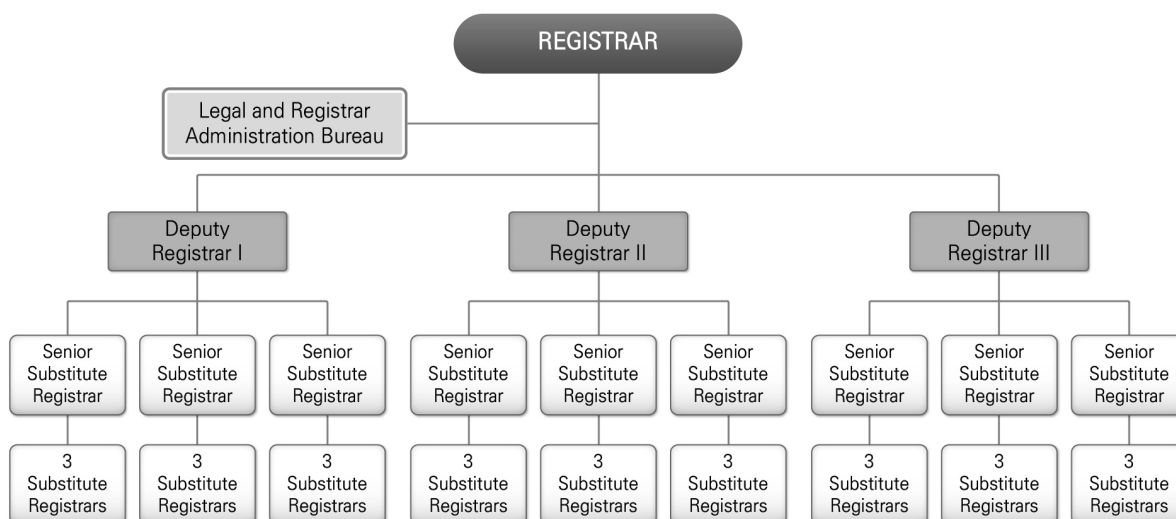 REGISTRAR
Legal and Registrar
Administration Bureau
Deputy
Registrar I
Deputy
Registrar II
Deputy
Registrar III
Senior
Substitute
Registrar
Senior
Substitute
Registrar
Senior
Substitute
Registrar
Senior
Substitute
Registrar
Senior
Substitute
Registrar
Senior
Substitute
Registrar
Senior
Substitute
Registrar
Senior
Substitute
Registrar
Senior
Substitute
Registrar
3
Substitute
Registrars
3
Substitute
Registrars
3
Substitute
Registrars
3
Substitute
Registrars
3
Substitute
Registrars
3
Substitute
Registrars
3
Substitute
Registrars
3
Substitute
Registrars
3
Substitute
Registrars